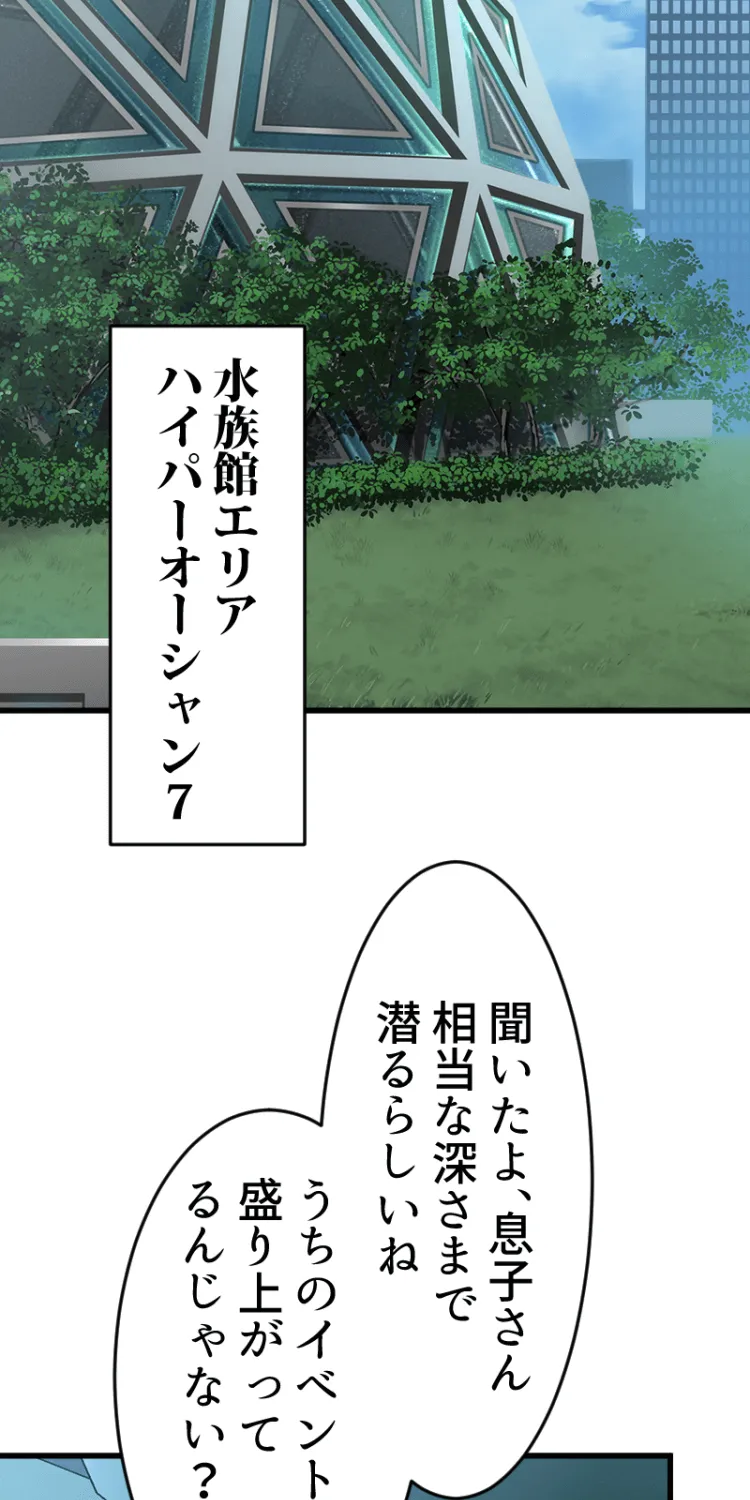 水族館エリア
ハイパーオーシャン7
聞いたよ、息子さん
相当な深さまで
潜るらしいね
うちのイベント
盛り上がって
るんじゃない？